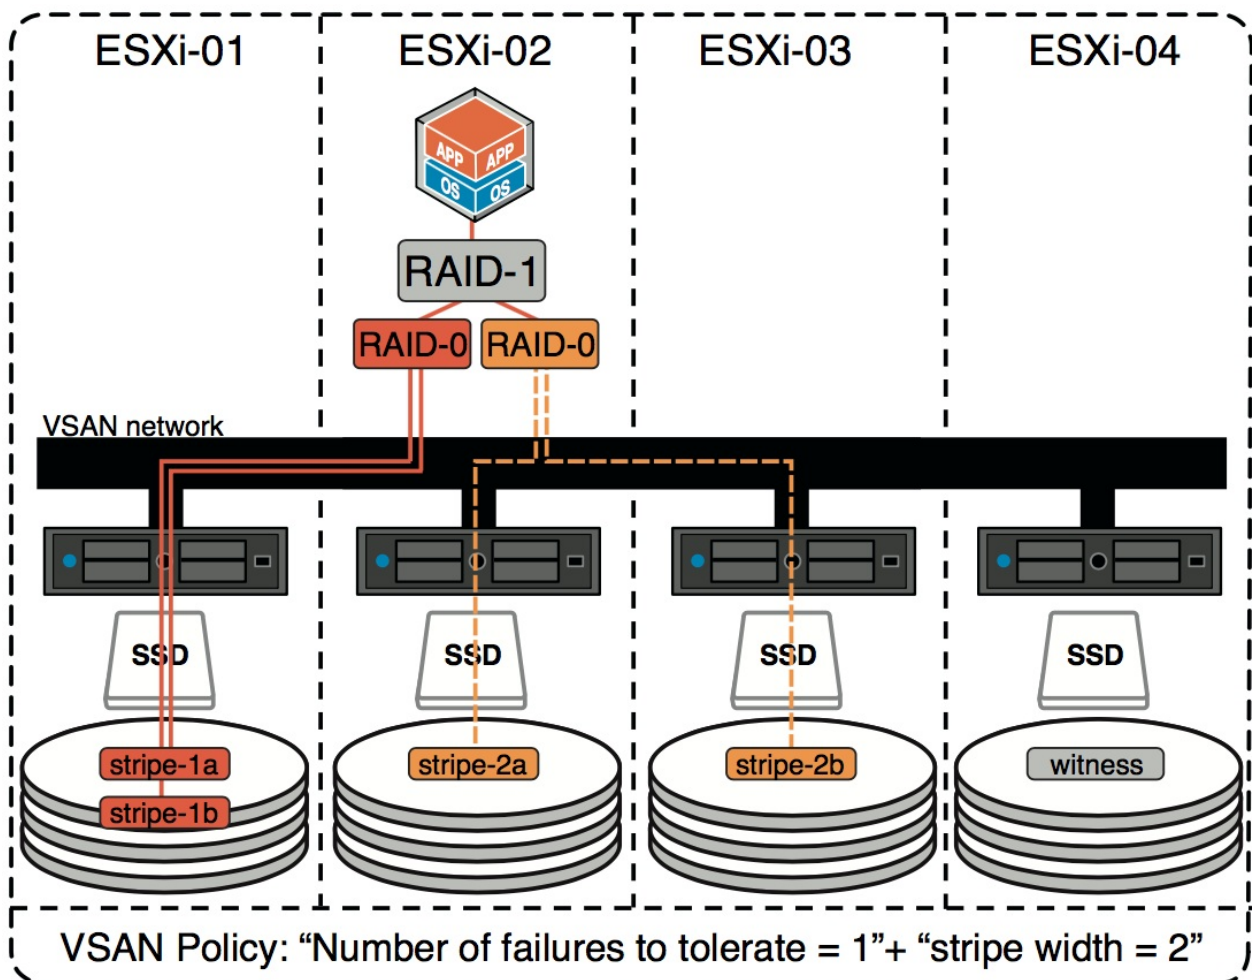 ESXi-01 ESXi-02 ESXi-03 ESXi-04
APP APP
OS OS
RAID-1
RAID-0 RAID-0
VSAN network
SSD SSD SSD SSD
stripe-1a stripe-2a stripe-2b witness
stripe-1b
VSAN Policy: “Number of failures to tolerate = 1”+ “stripe width = 2”